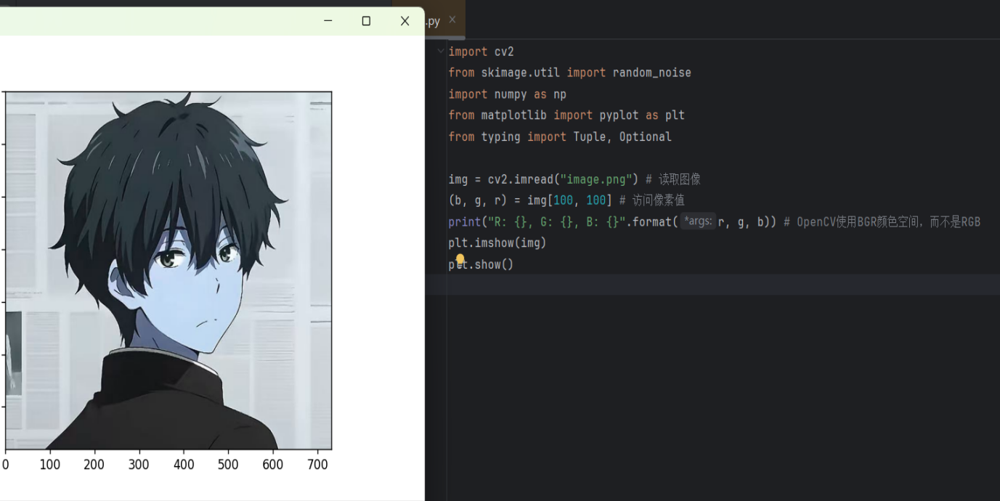 .py
import cv2
from skimage.util import random_noise
import numpy as np
from matplotlib import pyplot as plt
from typing import Tuple, Optional
img = cv2.imread("image.png") # 读取图像
(b, g, r) = img[100, 100] # 访问像素值
print("R: {}, G: {}, B: {}".format( *args: r, g, b)) # OpenCV使用BGR颜色空间，而不是RGB
plt.imshow(img)
plt.show()
0 100 200 300 400 500 600 700